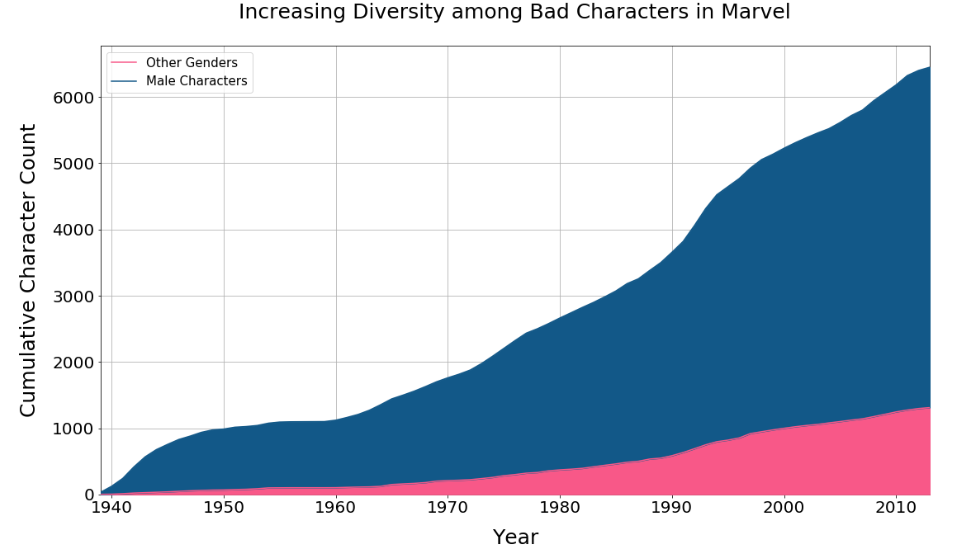 Increasing Diversity among Bad Characters in Marvel
Other Genders
Male Characters
Cumulative Character Count
6000
5000
4000
3000
2000
1000
0
1940 1950 1960 1970 1980 1990 2000 2010
Year